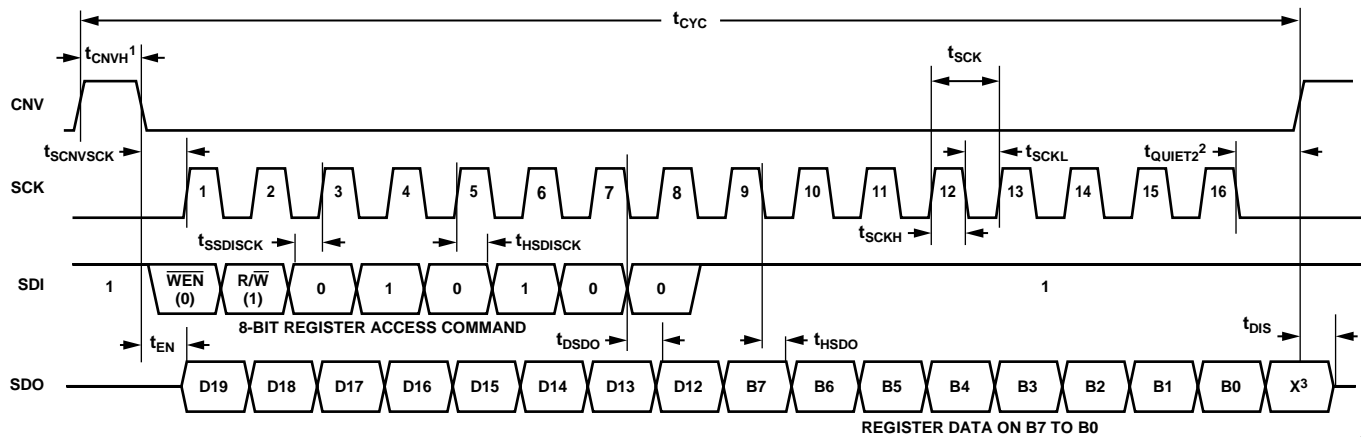 tCYC
tCNVH1
tSCK
CNV
tSCNVSCK
tSCKL
tQUIET22
SCK
1 2 3 4 5 6 7 8 9 10 11 12 13 14 15 16
tSSDISCK
tHSDISCK
tSCKH
SDI
1
WEN (0)
R/W (1)
0 1 0 1 0 0
1
8-BIT REGISTER ACCESS COMMAND
tEN
tDSDO
tHSDO
tDIS
SDO
D19 D18 D17 D16 D15 D14 D13 D12 B7 B6 B5 B4 B3 B2 B1 B0 X3
REGISTER DATA ON B7 TO B0